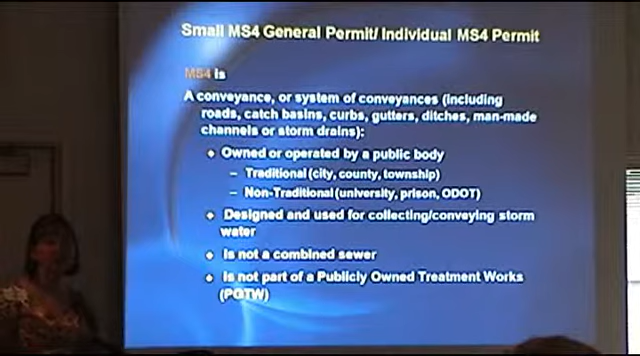 Small MS4 General Permit/ Individual MS4 Permit
MS4 is
A conveyance, or system of conveyances (including
roads, catch basins, curbs, gutters, ditches, man-made
channels or storm drains):
Owned or operated by a public body
– Traditional (city, county, township)
– Non-Traditional (university, prison, ODOT)
Designed and used for collecting/conveying storm
water
Is not a combined sewer
Is not part of a Publicly Owned Treatment Works
(POTW)